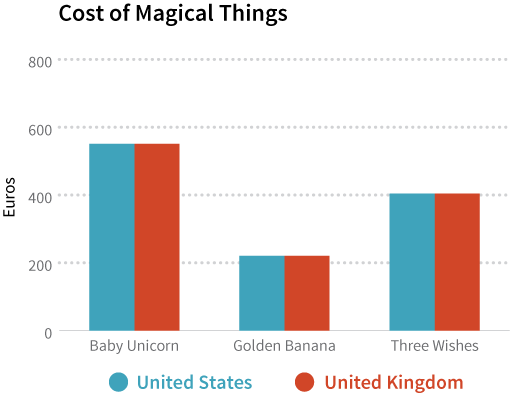 Cost of Magical Things
800
600
400
200
0
Euros
Baby Unicorn Golden Banana Three Wishes
United States United Kingdom